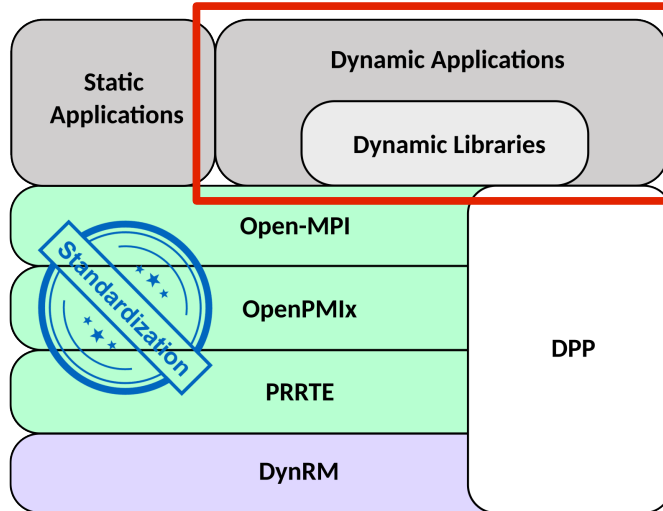 Static
Applications
Dynamic Applications
Dynamic Libraries
Open-MPI
Standardization
OpenPMIx
DPP
PRRTE
DynRM